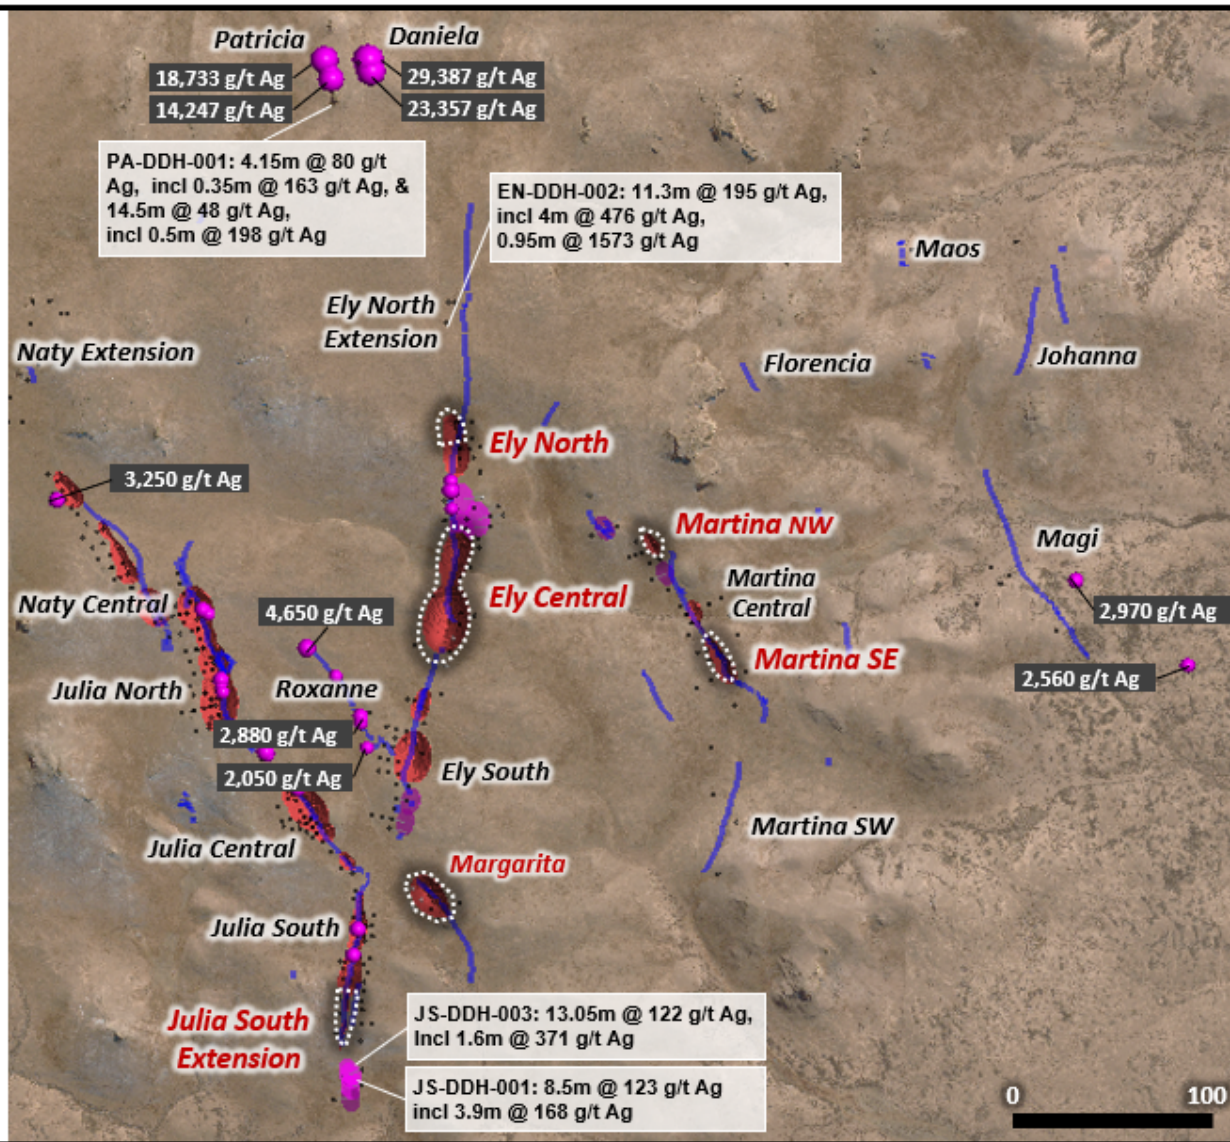 Patricia
Daniela
18,733 g/t Ag
29,387 g/t Ag
14,247 g/t Ag
23,357 g/t Ag
PA-DDH-001: 4.15m @ 80 g/t
Ag, incl 0.35m @ 163 g/t Ag, &
14.5m @ 48 g/t Ag,
incl 0.5m @ 198 g/t Ag
EN-DDH-002: 11.3m @ 195 g/t Ag,
incl 4m @ 476 g/t Ag,
0.95m @ 1573 g/t Ag
Maos
Ely North
Extension
Naty Extension
Florencia
Johanna
Ely North
3,250 g/t Ag
Martina NW
Magi
Martina
Central
Naty Central
4,650 g/t Ag
Ely Central
2,970 g/t Ag
Martina SE
Julia North
Roxanne
2,560 g/t Ag
2,880 g/t Ag
2,050 g/t Ag
Ely South
Martina SW
Julia Central
Margarita
Julia South
Julia South
Extension
JS-DDH-003: 13.05m @ 122 g/t Ag,
Incl 1.6m @ 371 g/t Ag
JS-DDH-001: 8.5m @ 123 g/t Ag
incl 3.9m @ 168 g/t Ag
0
100